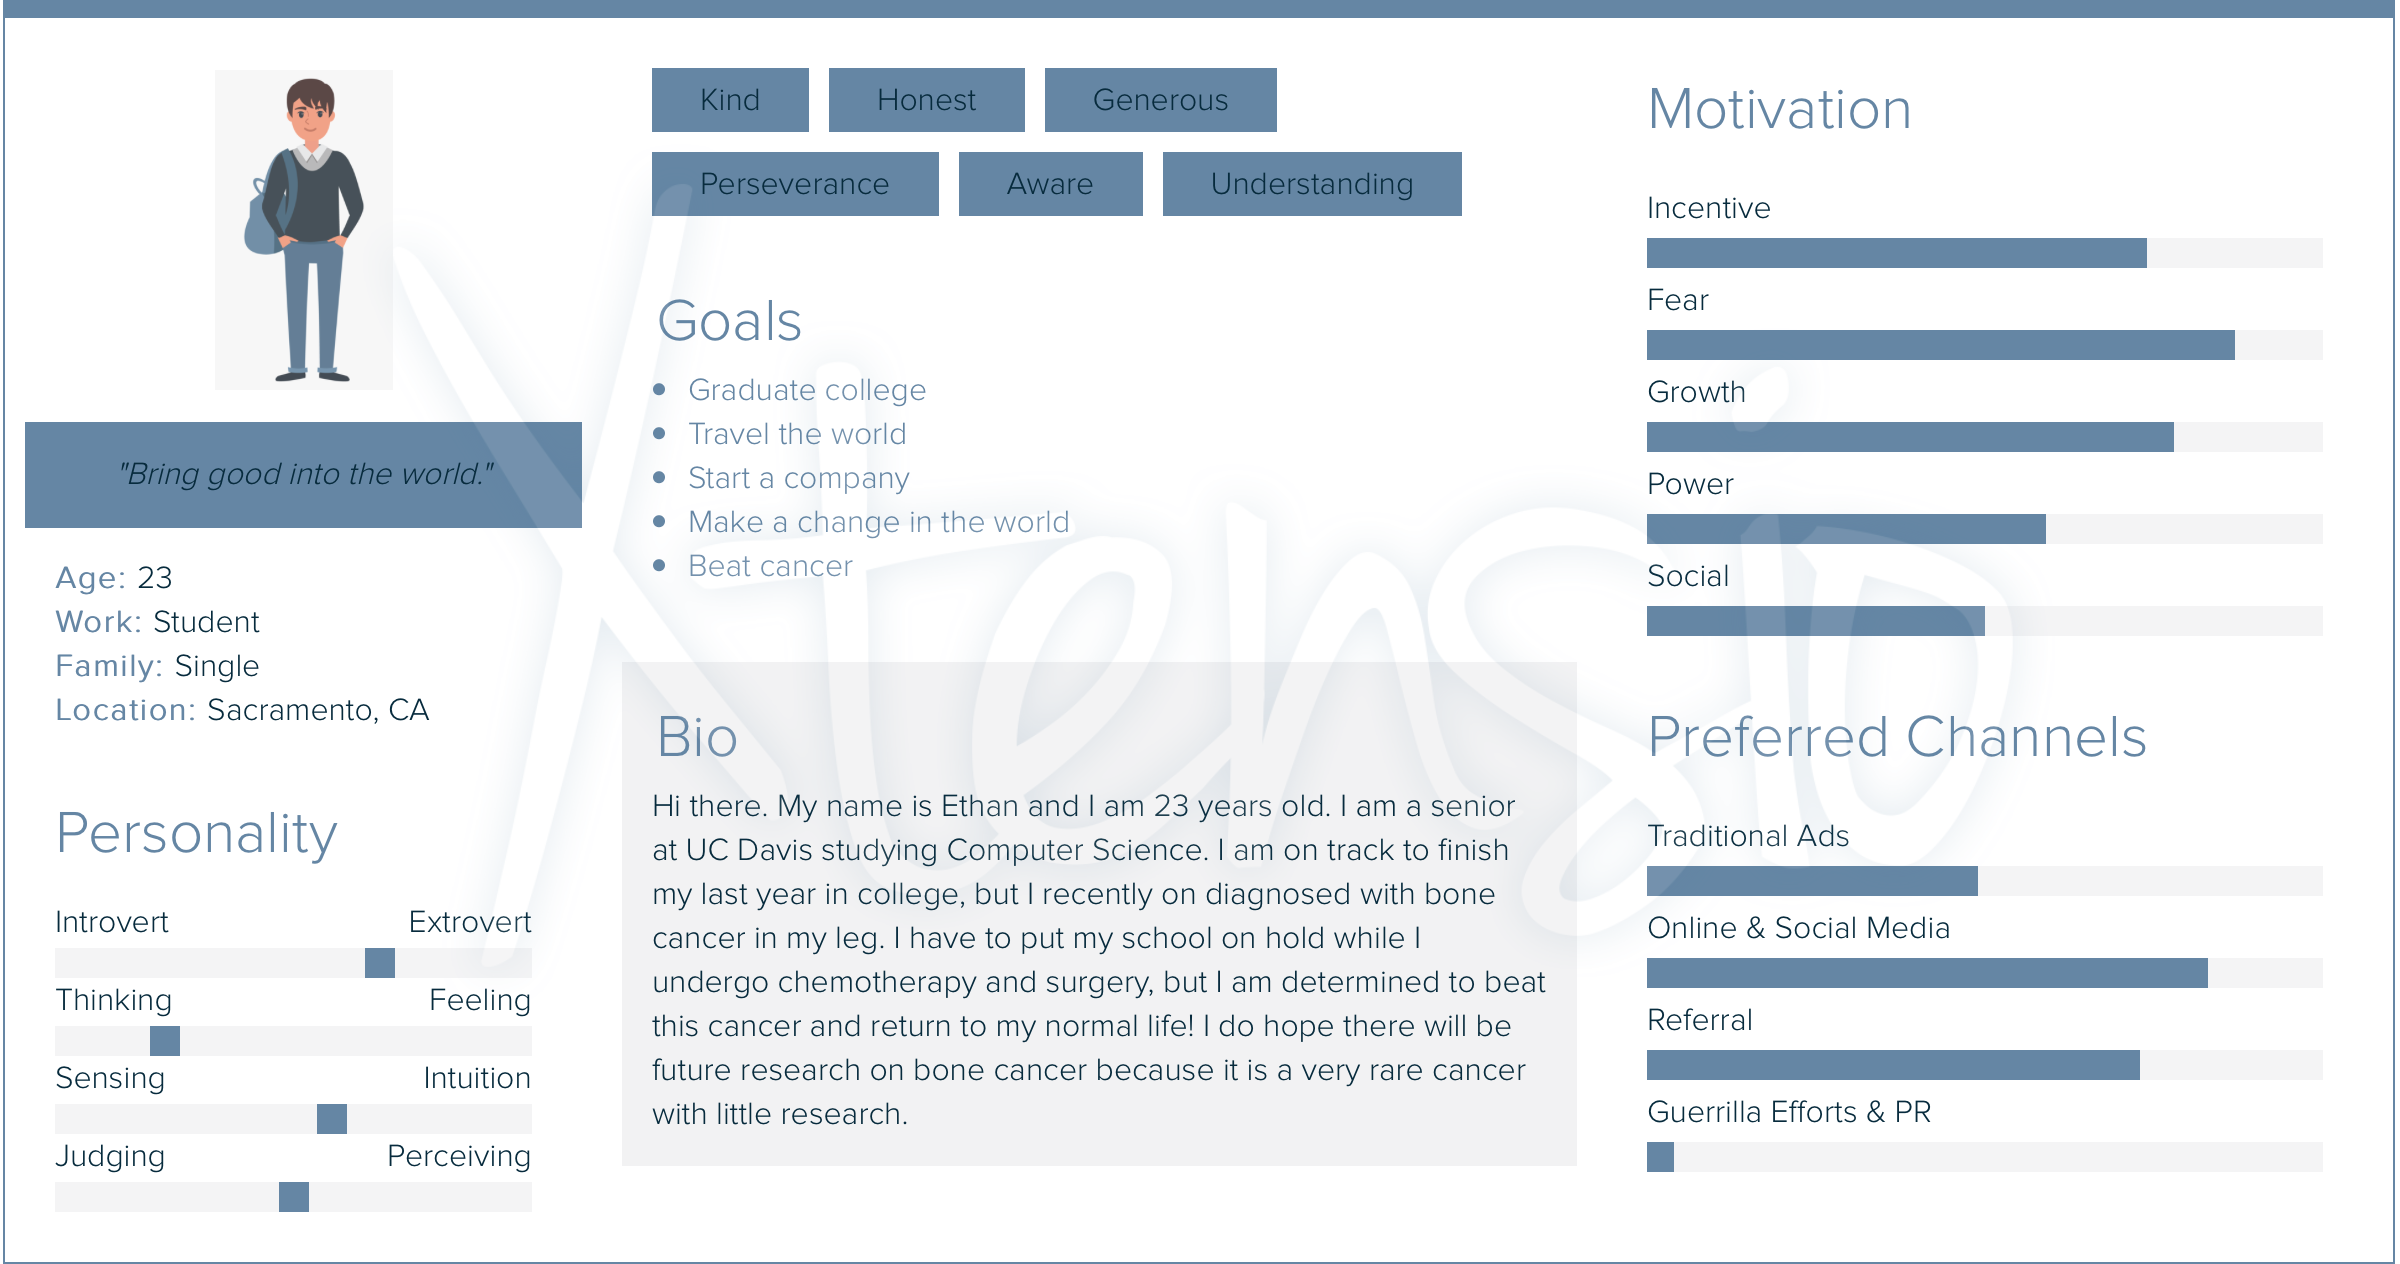 Kind Honest Generous
Perseverance Aware Understanding
"Bring good into the world."
Age: 23
Work: Student
Family: Single
Location: Sacramento, CA
Personality
Introvert Extrovert
Thinking Feeling
Sensing Intuition
Judging Perceiving
Goals
Graduate college
Travel the world
Start a company
Make a change in the world
Beat cancer
Bio
Hi there. My name is Ethan and I am 23 years old. I am a senior
at UC Davis studying Computer Science. I am on track to finish
my last year in college, but I recently on diagnosed with bone
cancer in my leg. I have to put my school on hold while I
undergo chemotherapy and surgery, but I am determined to beat
this cancer and return to my normal life! I do hope there will be
future research on bone cancer because it is a very rare cancer
with little research.
Motivation
Incentive
Fear
Growth
Power
Social
Preferred Channels
Traditional Ads
Online & Social Media
Referral
Guerrilla Efforts & PR
Xtensio